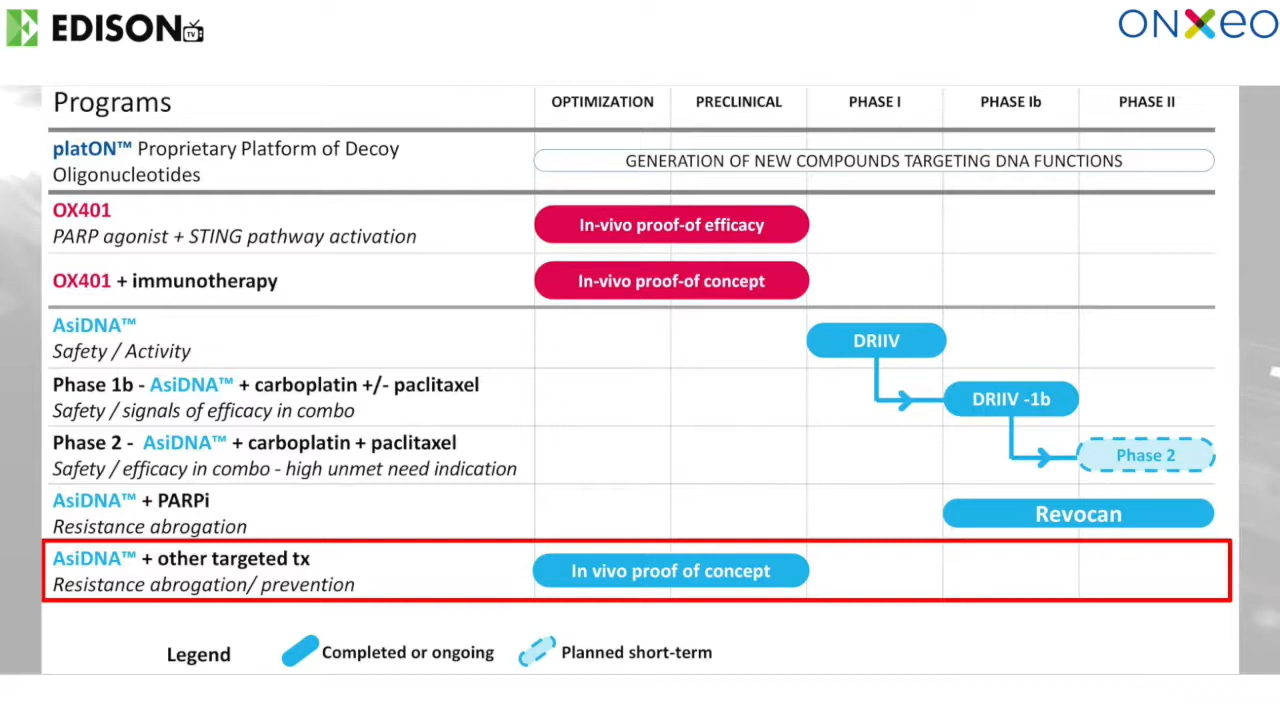 EDISON TV
ONXEO
Programs
OPTIMIZATION
PRECLINICAL
PHASE I
PHASE Ib
PHASE II
platON™ Proprietary Platform of Decoy
Oligonucleotides
GENERATION OF NEW COMPOUNDS TARGETING DNA FUNCTIONS
OX401
PARP agonist + STING pathway activation
In-vivo proof-of efficacy
OX401 + immunotherapy
In-vivo proof-of concept
AsiDNA™
Safety / Activity
DRIIV
Phase 1b - AsiDNA™ + carboplatin +/- paclitaxel
Safety / signals of efficacy in combo
DRIIV -1b
Phase 2 - AsiDNA™ + carboplatin + paclitaxel
Safety / efficacy in combo - high unmet need indication
Phase 2
AsiDNA™ + PARPi
Resistance abrogation
Revocan
AsiDNA™ + other targeted tx
Resistance abrogation/ prevention
In vivo proof of concept
Legend
Completed or ongoing
Planned short-term